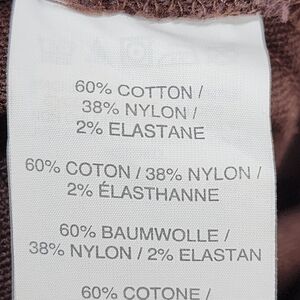 60% COTTON /
38% NYLON /
2% ELASTANE
60% COTON / 38% NYLON /
2% ÉLASTHANNE
60% BAUMWOLLE /
38% NYLON / 2% ELASTAN
60% COTONE /